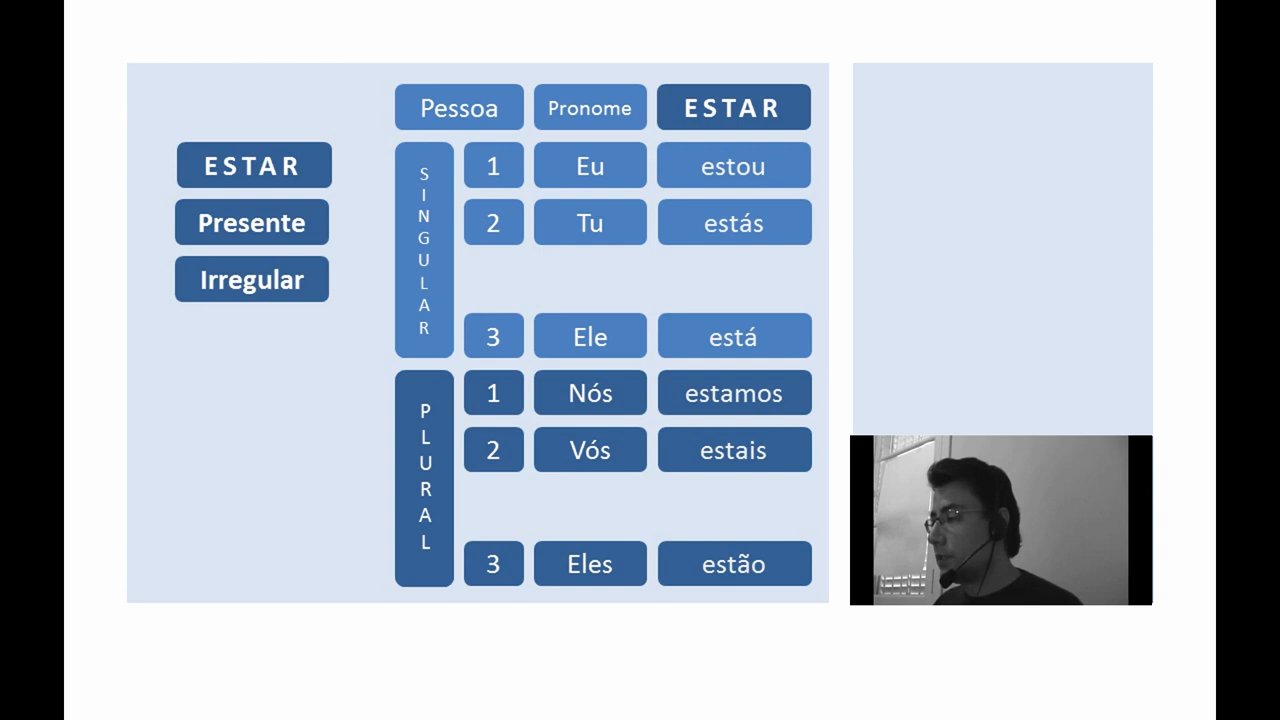 Pessoa Pronome ESTAR
ESTAR
Presente
Irregular
SINGULAR
1 Eu estou
2 Tu estás
3 Ele está
PLURAL
1 Nós estamos
2 Vós estais
3 Eles estão